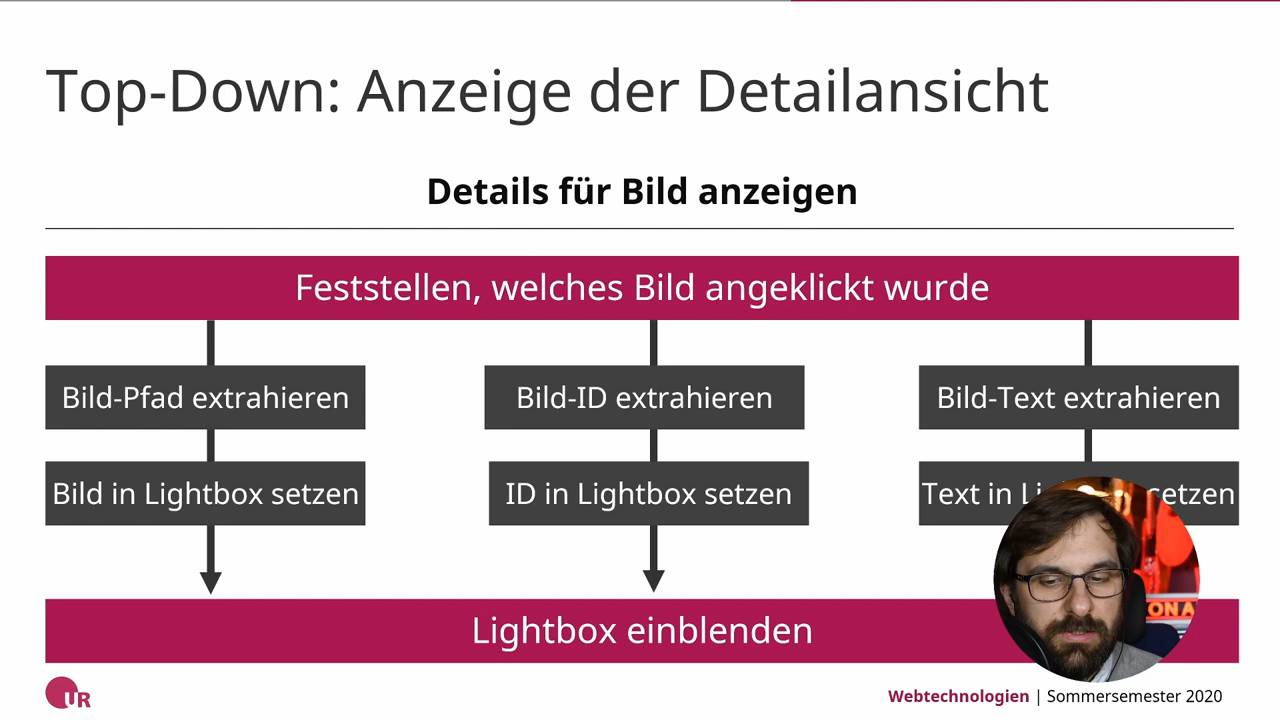 Top-Down: Anzeige der Detailansicht
Details für Bild anzeigen
Feststellen, welches Bild angeklickt wurde
Bild-Pfad extrahieren
Bild-ID extrahieren
Bild-Text extrahieren
Bild in Lightbox setzen
ID in Lightbox setzen
Text in setzen
Lightbox einblenden
ON A
UR
Webtechnologien | Sommersemester 2020